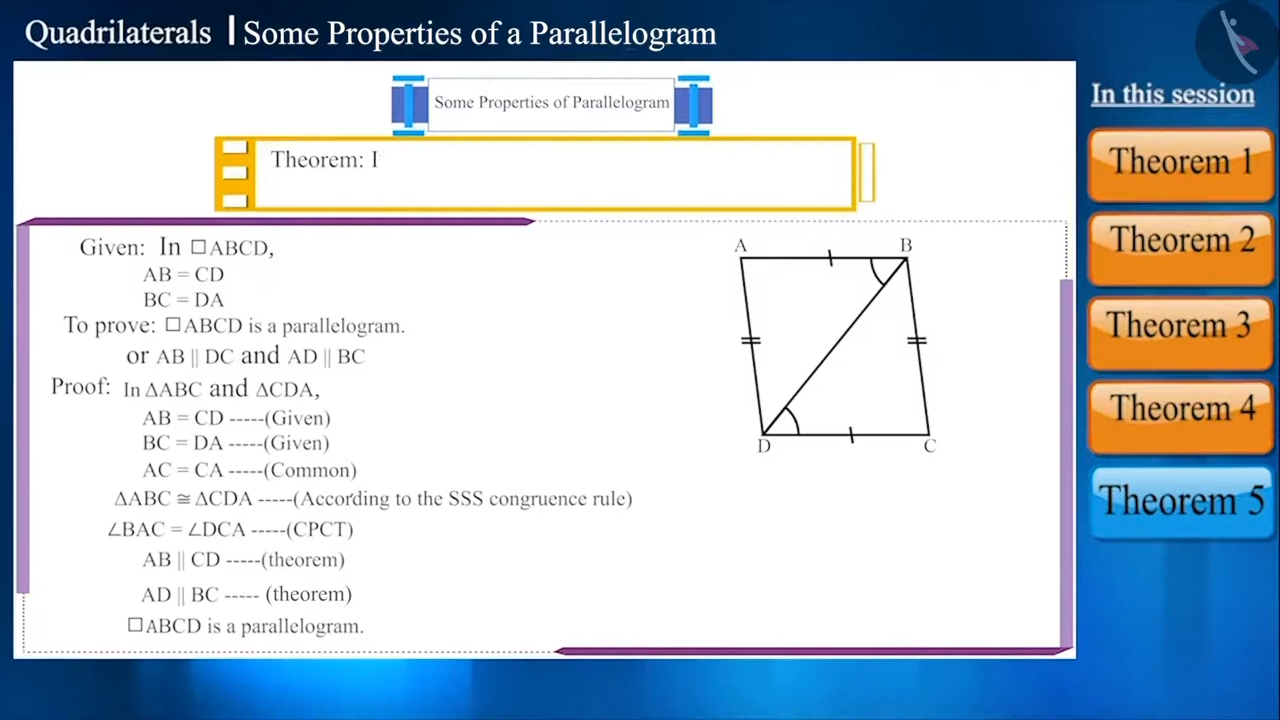 Quadrilaterals | Some Properties of a Parallelogram
Some Properties of Parallelogram
In this session
Theorem: I
Theorem 1
Theorem 2
Theorem 3
Theorem 4
Theorem 5
Given: In □ABCD,
AB = CD
BC = DA
To prove: □ABCD is a parallelogram.
or AB || DC and AD || BC
Proof: In ΔABC and ΔCDA,
AB = CD -----(Given)
BC = DA -----(Given)
AC = CA -----(Common)
ΔABC ≅ ΔCDA -----(According to the SSS congruence rule)
∠BAC = ∠DCA -----(CPCT)
AB || CD -----(theorem)
AD || BC ----- (theorem)
□ABCD is a parallelogram.
A B
D C